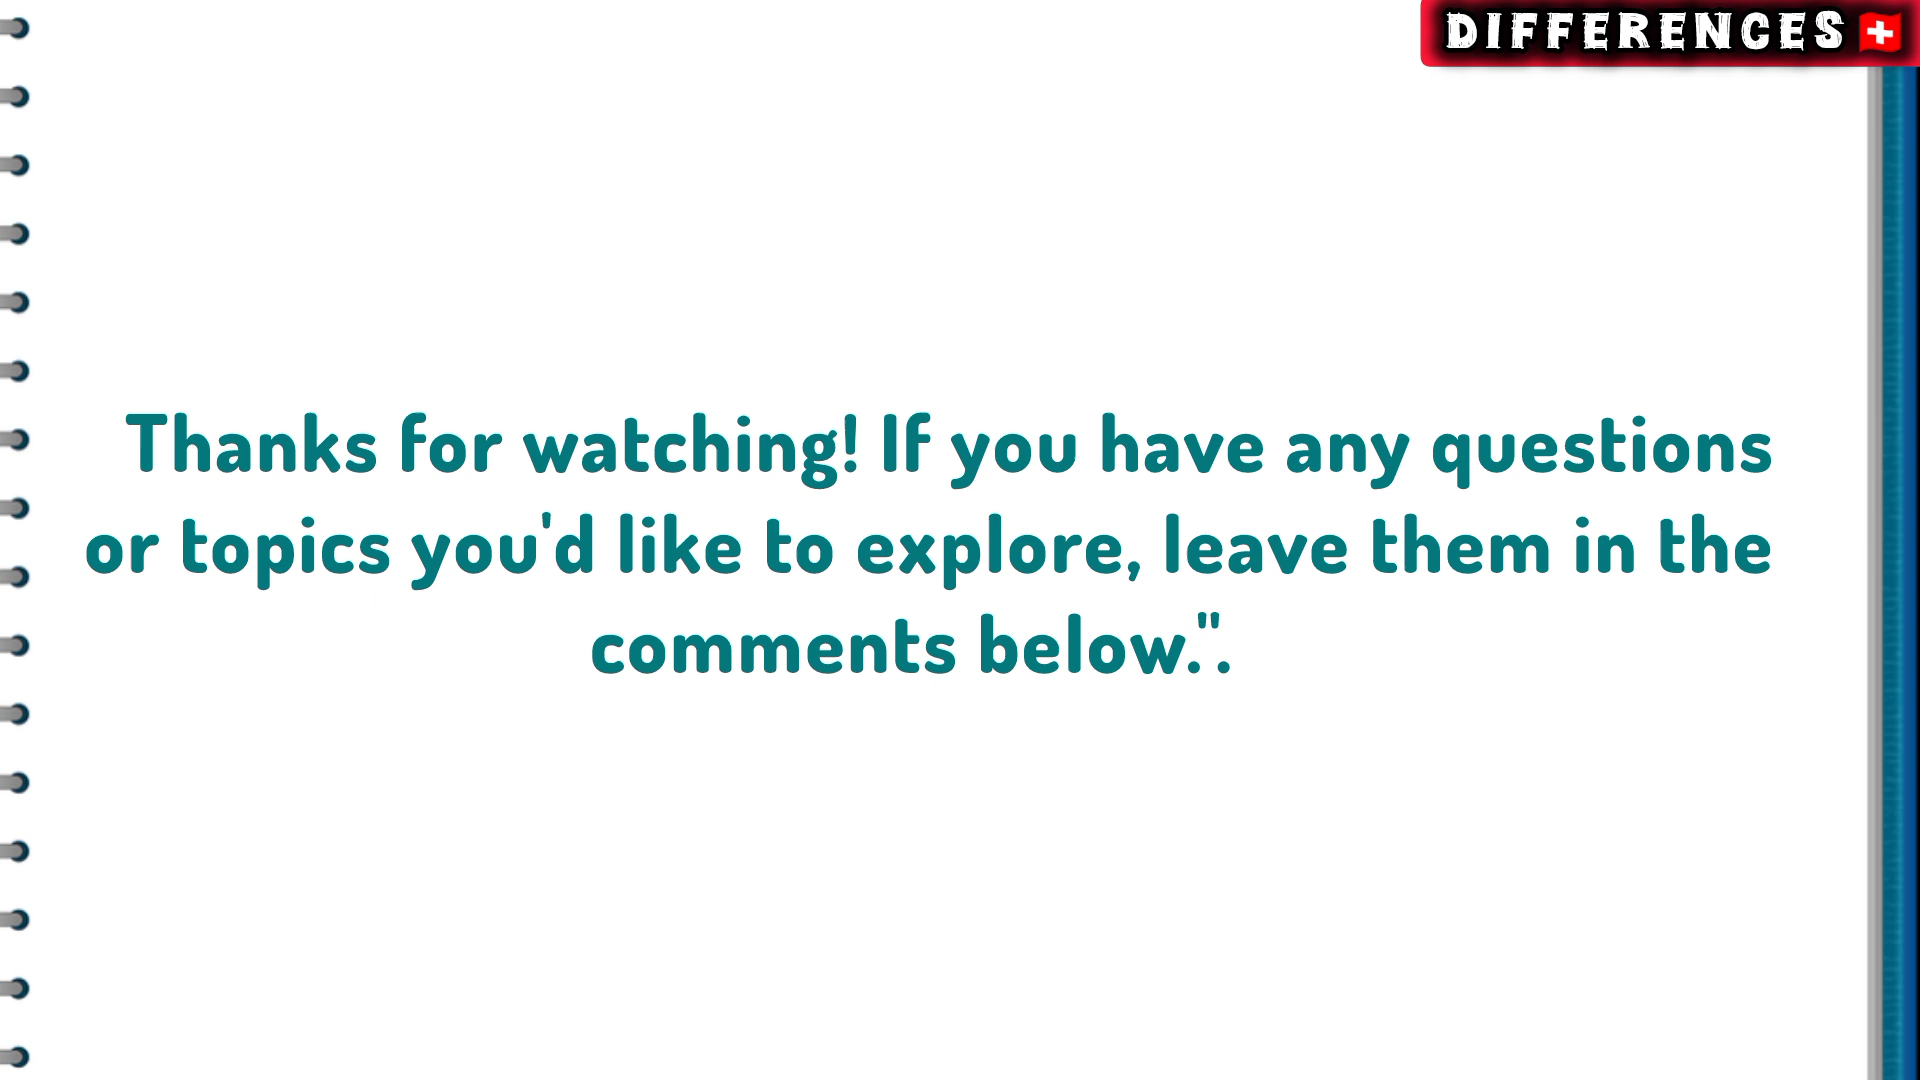 DIFFERENCES
Thanks for watching! If you have any questions
or topics you'd like to explore, leave them in the
comments below.".